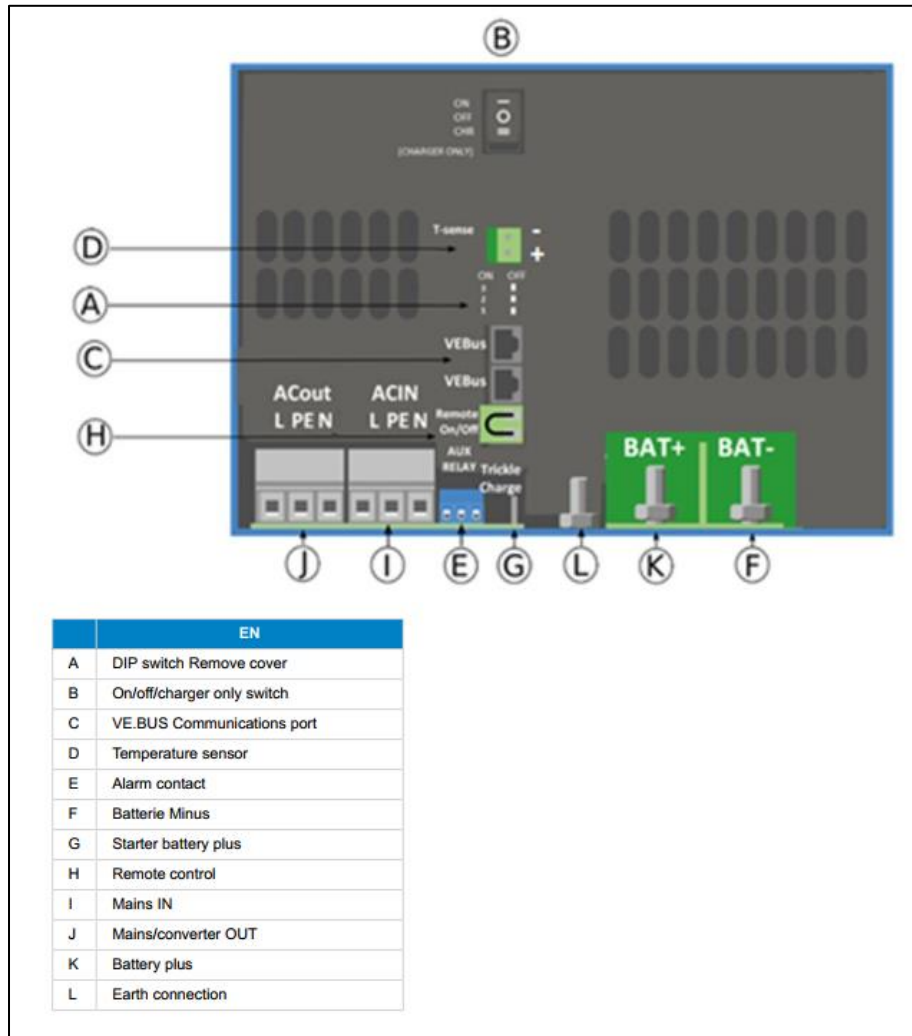 B
ON
OFF
CHR
(CHARGER ONLY)
T-sense
-
+
D
ON OFF
3
2
1
A
VEBus
C
VEBus
ACout ACIN
L PE N L PE N
Remote
On/Off
H
AUX
RELAY
Trickle
Charge
BAT+ BAT-
J I E G L K F
EN
A DIP switch Remove cover
B On/off/charger only switch
C VE.BUS Communications port
D Temperature sensor
E Alarm contact
F Batterie Minus
G Starter battery plus
H Remote control
I Mains IN
J Mains/converter OUT
K Battery plus
L Earth connection